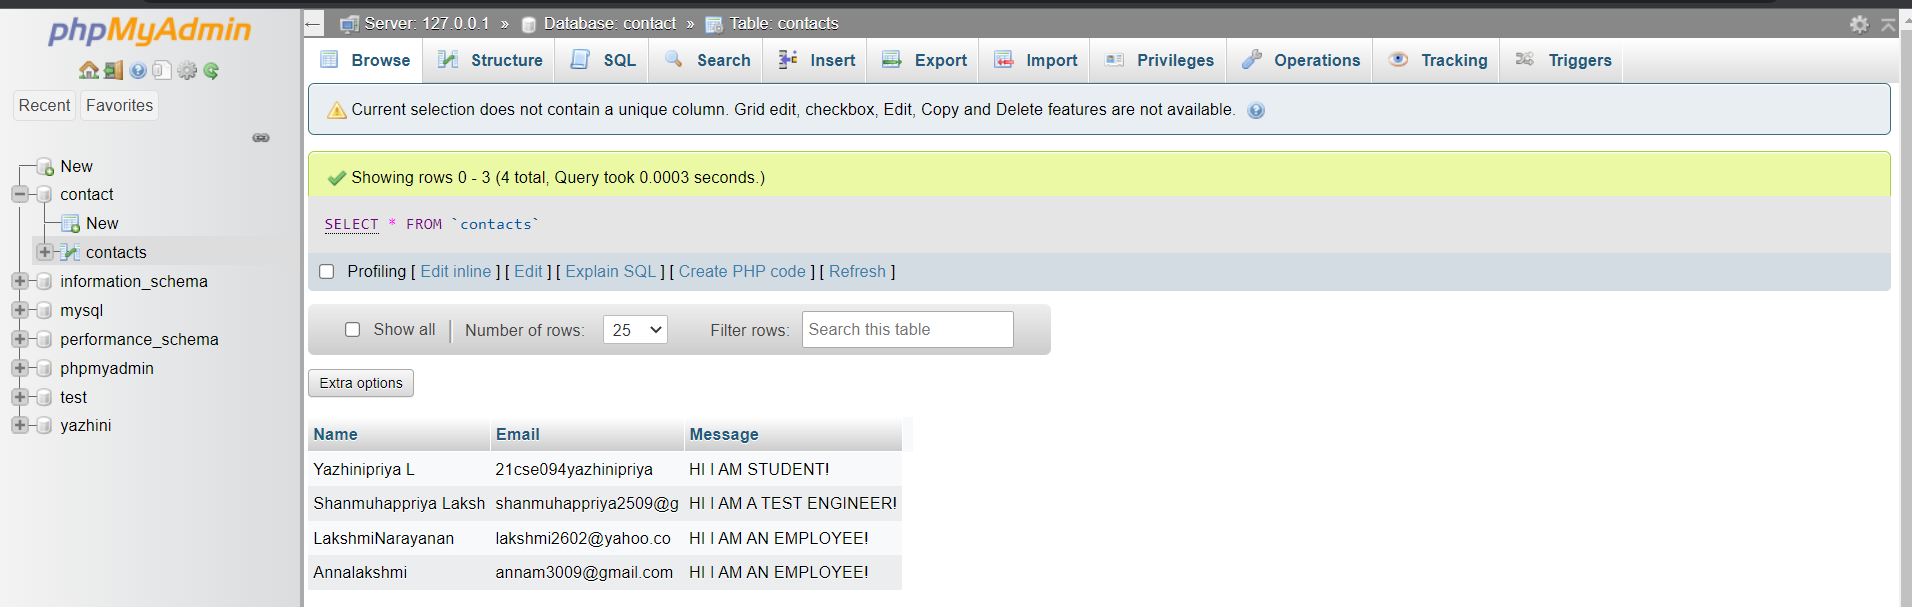 phpMyAdmin
Recent Favorites
New
contact
New
contacts
information_schema
mysql
performance_schema
phpmyadmin
test
yazhini
← Server: 127.0.0.1 » Database: contact » Table: contacts
Browse Structure SQL Search Insert Export Import Privileges Operations Tracking Triggers
Current selection does not contain a unique column. Grid edit, checkbox, Edit, Copy and Delete features are not available.
Showing rows 0 - 3 (4 total, Query took 0.0003 seconds.)
SELECT * FROM `contacts`
Profiling [ Edit inline ] [ Edit ] [ Explain SQL ] [ Create PHP code ] [ Refresh ]
Show all | Number of rows: 25 Filter rows: Search this table
Extra options
Name Email Message
Yazhinipriya L 21cse094yazhinipriya HI I AM STUDENT!
Shanmuhappriya Laksh shanmuhappriya2509@g HI I AM A TEST ENGINEER!
LakshmiNarayanan lakshmi2602@yahoo.co HI I AM AN EMPLOYEE!
Annalakshmi annam3009@gmail.com HI I AM AN EMPLOYEE!